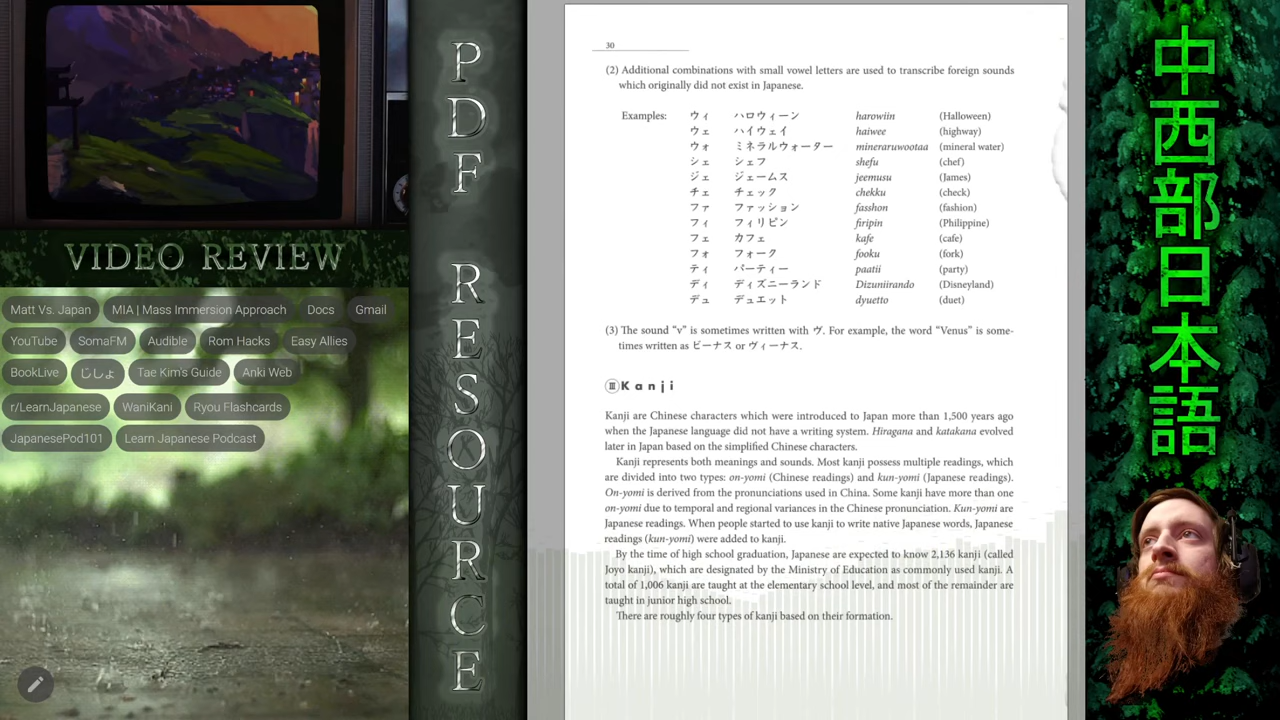 VIDEO REVIEW
Matt Vs. Japan
MIA | Mass Immersion Approach
Docs
Gmail
YouTube
SomaFM
Audible
Rom Hacks
Easy Allies
BookLive
じしょ
Tae Kim's Guide
Anki Web
r/LearnJapanese
WaniKani
Ryou Flashcards
JapanesePod101
Learn Japanese Podcast
PDF RESOURCE
30
(2) Additional combinations with small vowel letters are used to transcribe foreign sounds
which originally did not exist in Japanese.
Examples: ウィ ハロウィーン harowiin (Halloween)
ウェ ハイウェイ haiwee (highway)
ウォ ミネラルウォーター mineraruwootaa (mineral water)
シェ シェフ shefu (chef)
ジェ ジェームス jeemusu (James)
チェ チェック chekku (check)
ファ ファッション fasshon (fashion)
フィ フィリピン firipin (Philippine)
フェ カフェ kafe (cafe)
フォ フォーク fooku (fork)
ティ パーティー paatii (party)
ディ ディズニーランド Dizuniirando (Disneyland)
デュ デュエット dyuetto (duet)
(3) The sound "v" is sometimes written with ヴ. For example, the word "Venus" is some-
times written as ビーナス or ヴィーナス.
Ⅲ Kanji
Kanji are Chinese characters which were introduced to Japan more than 1,500 years ago
when the Japanese language did not have a writing system. Hiragana and katakana evolved
later in Japan based on the simplified Chinese characters.
Kanji represents both meanings and sounds. Most kanji possess multiple readings, which
are divided into two types: on-yomi (Chinese readings) and kun-yomi (Japanese readings).
On-yomi is derived from the pronunciations used in China. Some kanji have more than one
on-yomi due to temporal and regional variances in the Chinese pronunciation. Kun-yomi are
Japanese readings. When people started to use kanji to write native Japanese words, Japanese
readings (kun-yomi) were added to kanji.
By the time of high school graduation, Japanese are expected to know 2,136 kanji (called
Joyo kanji), which are designated by the Ministry of Education as commonly used kanji. A
total of 1,006 kanji are taught at the elementary school level, and most of the remainder are
taught in junior high school.
There are roughly four types of kanji based on their formation.
中西部日本語